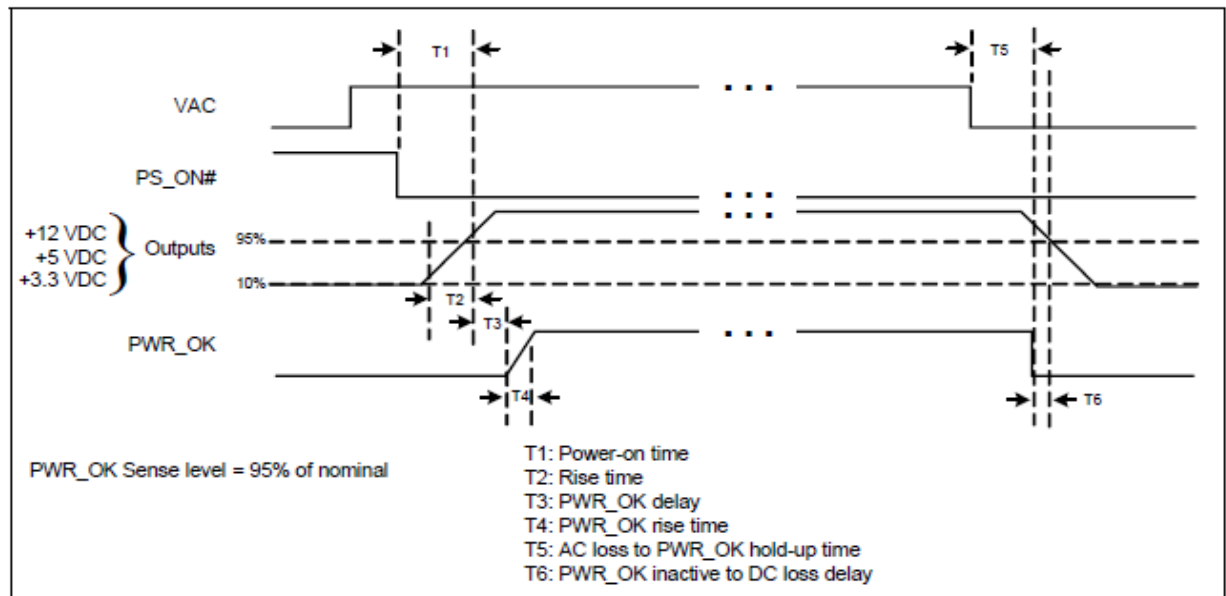 T1
T5
VAC
. . .
PS_ON#
. . .
. . .
+12 VDC
+5 VDC
+3.3 VDC
Outputs
95%
10%
T2
T3
PWR_OK
. . .
T4
T6
PWR_OK Sense level = 95% of nominal
T1: Power-on time
T2: Rise time
T3: PWR_OK delay
T4: PWR_OK rise time
T5: AC loss to PWR_OK hold-up time
T6: PWR_OK inactive to DC loss delay